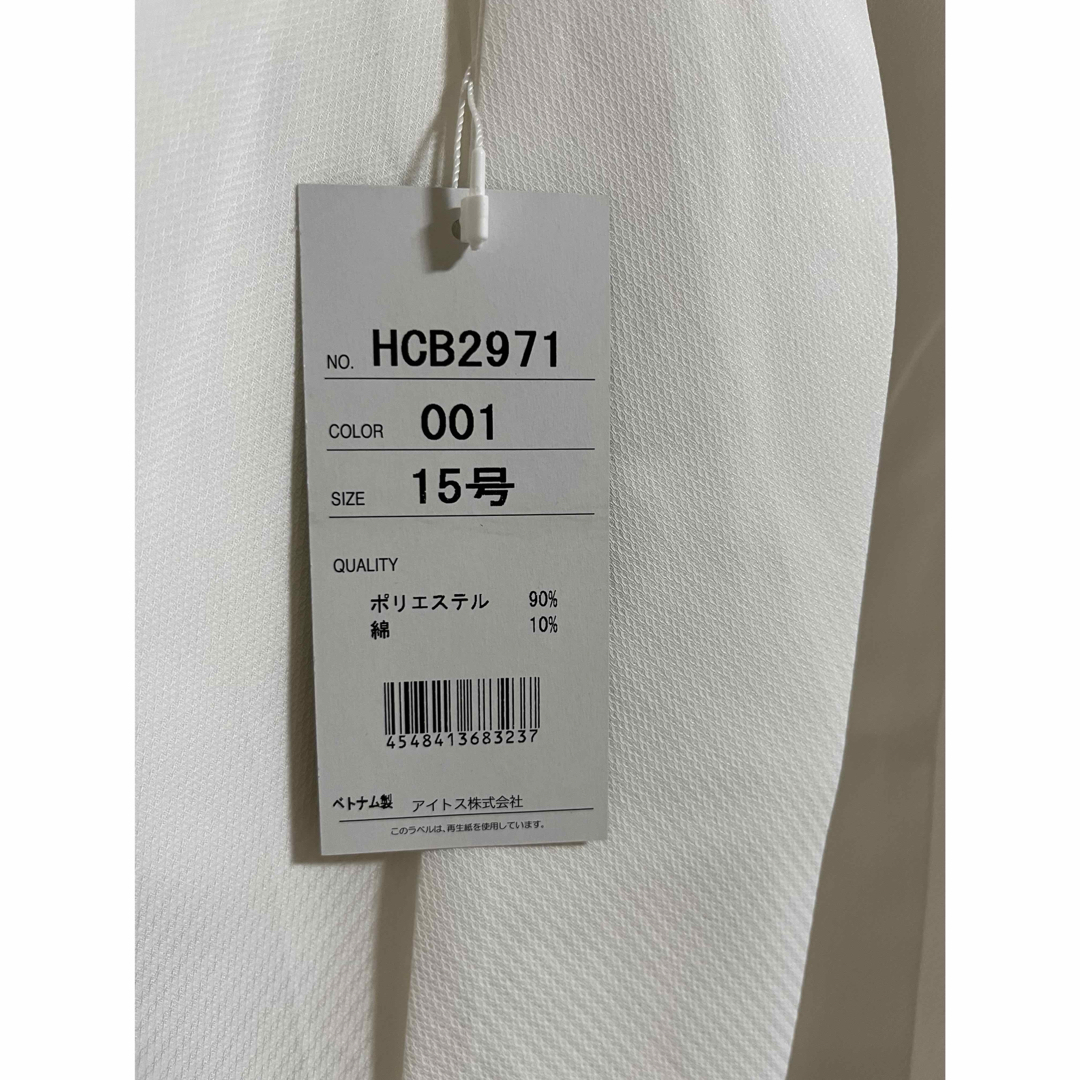 NO. HCB2971
COLOR 001
SIZE 15号
QUALITY
ポリエステル 90%
綿 10%
4548413683237
ベトナム製 アイトス株式会社
このラベルは、再生紙を使用しています。